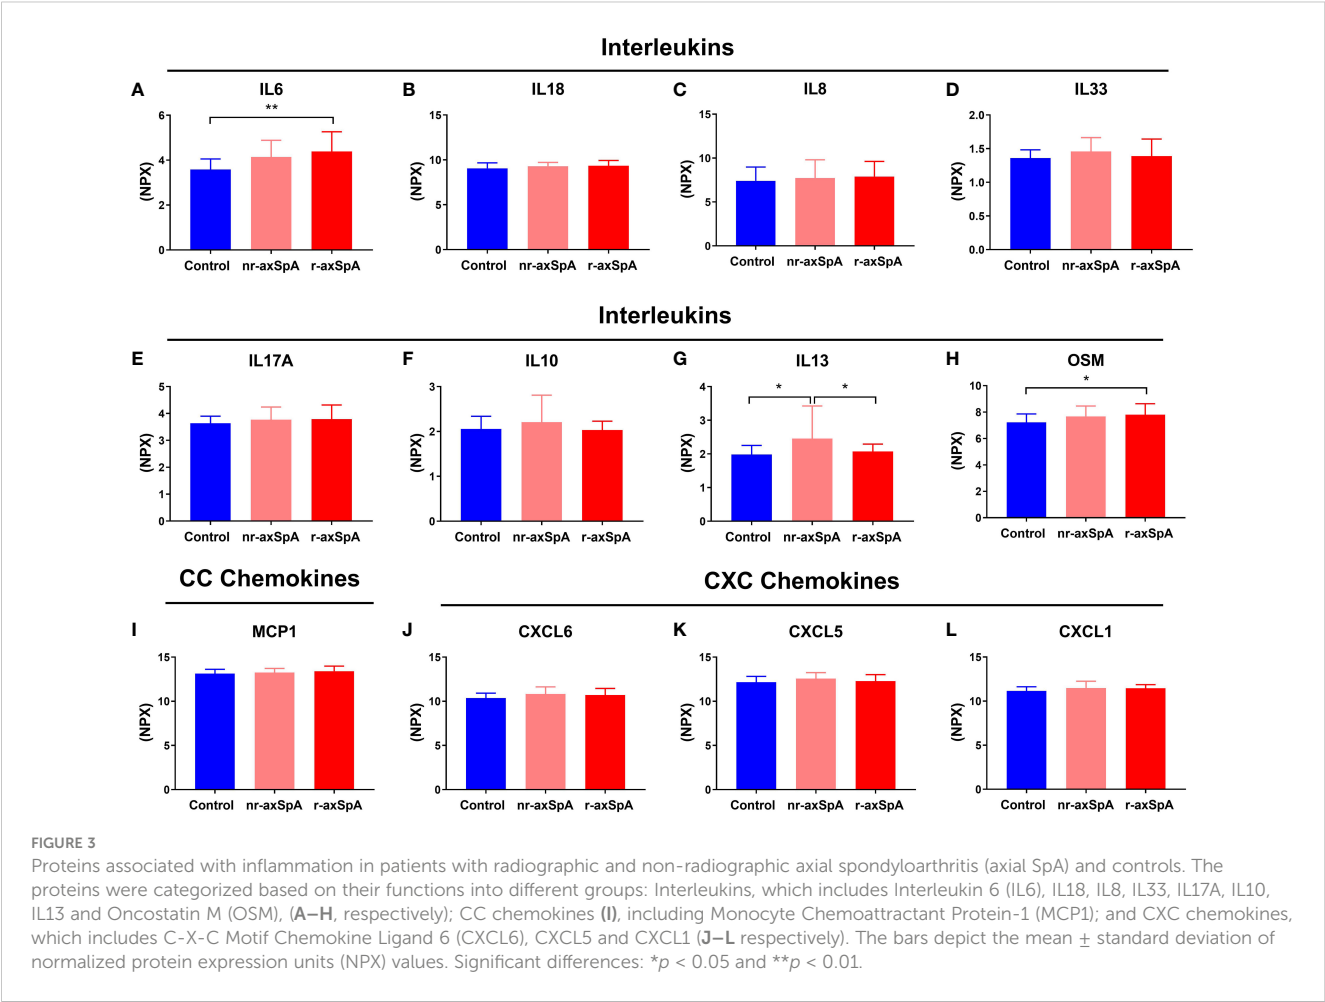 Interleukins
A IL6 B IL18 C IL8 D IL33
**
(NPX) 6 4 2 0 (NPX) 15 10 5 0 (NPX) 15 10 5 0 (NPX) 2.0 1.5 1.0 0.5 0.0
Control nr-axSpA r-axSpA Control nr-axSpA r-axSpA Control nr-axSpA r-axSpA Control nr-axSpA r-axSpA
Interleukins
E IL17A F IL10 G IL13 H OSM
* * *
(NPX) 5 4 3 2 1 0 (NPX) 3 2 1 0 (NPX) 4 3 2 1 0 (NPX) 10 8 6 4 2 0
Control nr-axSpA r-axSpA Control nr-axSpA r-axSpA Control nr-axSpA r-axSpA Control nr-axSpA r-axSpA
CC Chemokines CXC Chemokines
I MCP1 J CXCL6 K CXCL5 L CXCL1
(NPX) 15 10 5 0 (NPX) 15 10 5 0 (NPX) 15 10 5 0 (NPX) 15 10 5 0
Control nr-axSpA r-axSpA Control nr-axSpA r-axSpA Control nr-axSpA r-axSpA Control nr-axSpA r-axSpA
FIGURE 3
Proteins associated with inflammation in patients with radiographic and non-radiographic axial spondyloarthritis (axial SpA) and controls. The
proteins were categorized based on their functions into different groups: Interleukins, which includes Interleukin 6 (IL6), IL18, IL8, IL33, IL17A, IL10,
IL13 and Oncostatin M (OSM), (A–H, respectively); CC chemokines (I), including Monocyte Chemoattractant Protein-1 (MCP1); and CXC chemokines,
which includes C-X-C Motif Chemokine Ligand 6 (CXCL6), CXCL5 and CXCL1 (J–L respectively). The bars depict the mean ± standard deviation of
normalized protein expression units (NPX) values. Significant differences: *p < 0.05 and **p < 0.01.